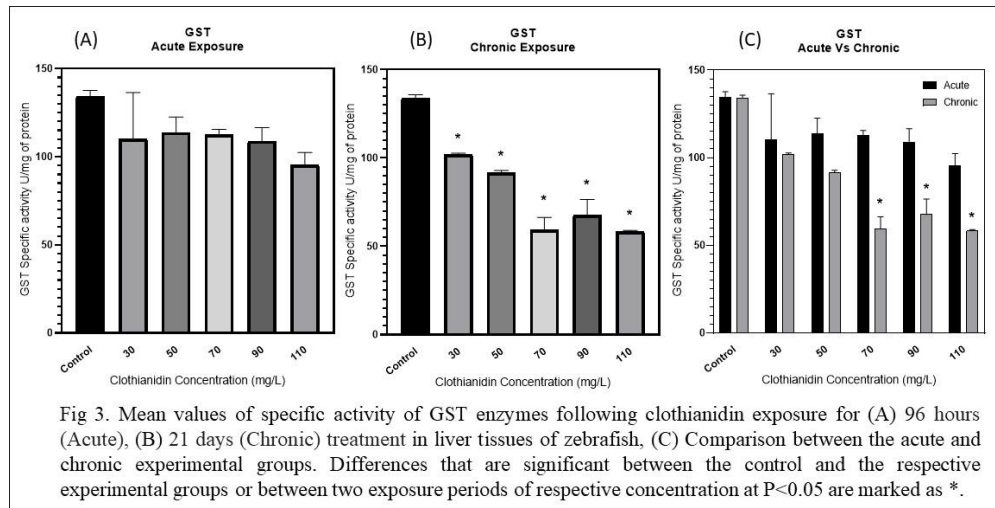 (A)
GST
Acute Exposure
GST Specific activity U/mg of protein
150
100
50
0
Control
30
50
70
90
110
Clothianidin Concentration (mg/L)
(B)
GST
Chronic Exposure
GST Specific activity U/mg of protein
150
100
50
0
*
*
*
*
*
Control
30
50
70
90
110
Clothianidin Concentration (mg/L)
(C)
GST
Acute Vs Chronic
Acute
Chronic
GST Specific activity U/mg of protein
150
100
50
0
*
*
*
Control
30
50
70
90
110
Clothianidin Concentration (mg/L)
Fig 3. Mean values of specific activity of GST enzymes following clothianidin exposure for (A) 96 hours
(Acute), (B) 21 days (Chronic) treatment in liver tissues of zebrafish, (C) Comparison between the acute and
chronic experimental groups. Differences that are significant between the control and the respective
experimental groups or between two exposure periods of respective concentration at P<0.05 are marked as *.